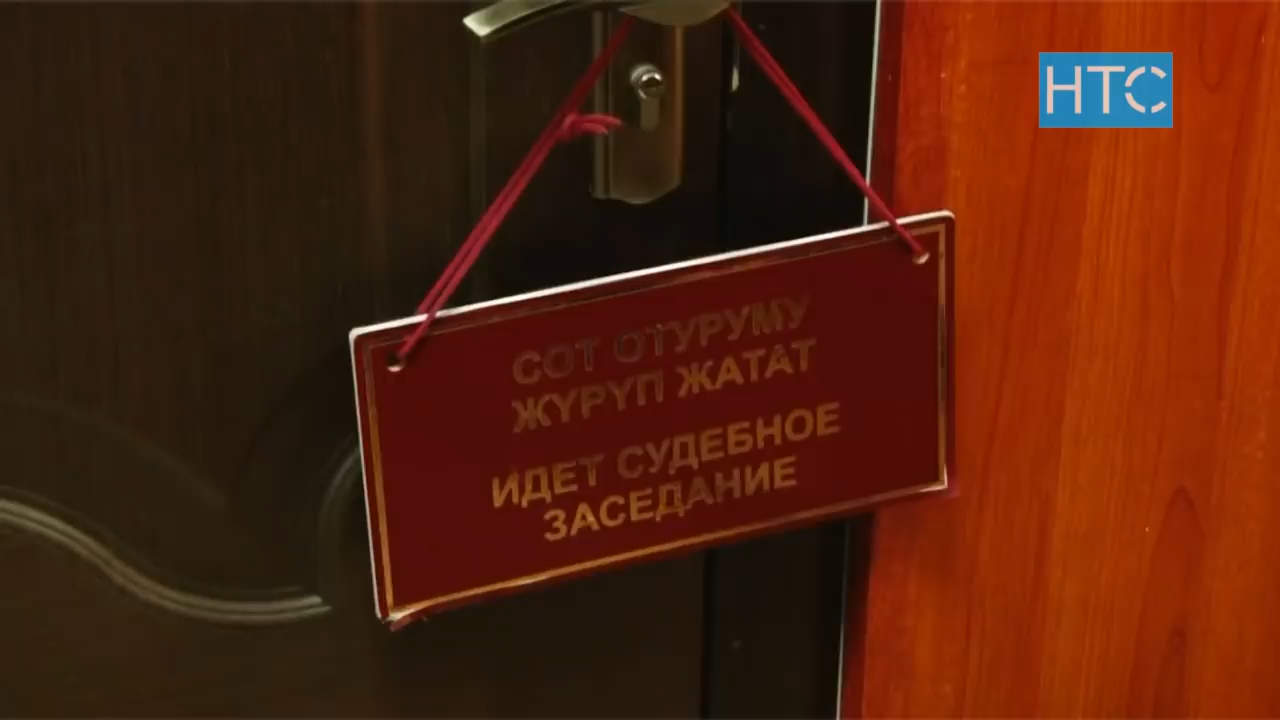 НТС
СОТ ОТУРУМУ
ЖҮРҮП ЖАТАТ
ИДЕТ СУДЕБНОЕ
ЗАСЕДАНИЕ